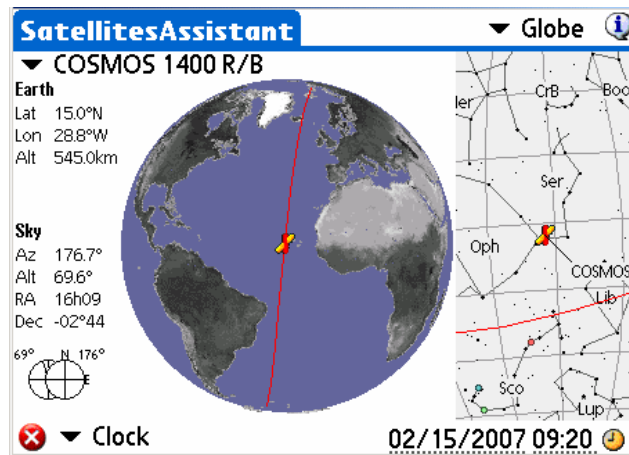 SatellitesAssistant
Globe
COSMOS 1400 R/B
Earth
Lat 15.0°N
Lon 28.8°W
Alt 545.0km
Sky
Az 176.7°
Alt 69.6°
RA 16h09
Dec -02°44
69° N 176°
E
CrB
Boo
ler
Ser
Oph
COSMOS
Lib
Sco
Lup
Clock
02/15/2007 09:20